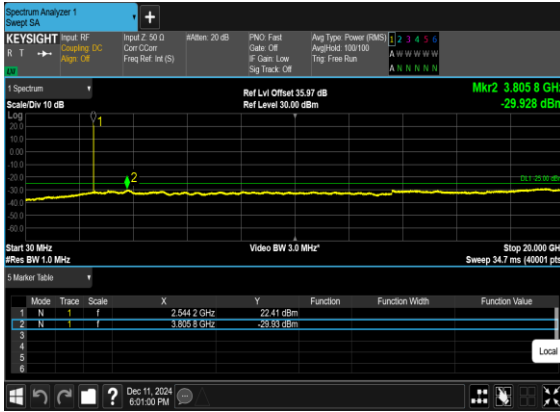 Spectrum Analyzer 1
Swept SA
+
KEYSIGHT Input: RF Input Z: 50 Ω #Atten: 20 dB PNO: Fast Avg Type: Power (RMS) 1 2 3 4 5 6
R T Coupling: DC Corr CCorr Gate: Off Avg|Hold: 100/100 A W W W W W
Align: Off Freq Ref: Int (S) IF Gain: Low Trig: Free Run
Sig Track: Off A N N N N N
1 Spectrum Ref Lvl Offset 35.97 dB Mkr2 3.805 8 GHz
Scale/Div 10 dB Ref Level 30.00 dBm -29.928 dBm
Log
1
20.0
10.0
0.00
-10.0
-20.0 2 DL1 25.00 dBm
-30.0
-40.0
-50.0
-60.0
Start 30 MHz Video BW 3.0 MHz* Stop 20.000 GH
#Res BW 1.0 MHz Sweep 34.7 ms (40001 pts
5 Marker Table
Mode Trace Scale X Y Function Function Width Function Value
1 N 1 f 2.544 2 GHz 22.41 dBm
2 N 1 f 3.805 8 GHz -29.93 dBm
3
4
5
6
Local
? Dec 11, 2024
6:01:00 PM